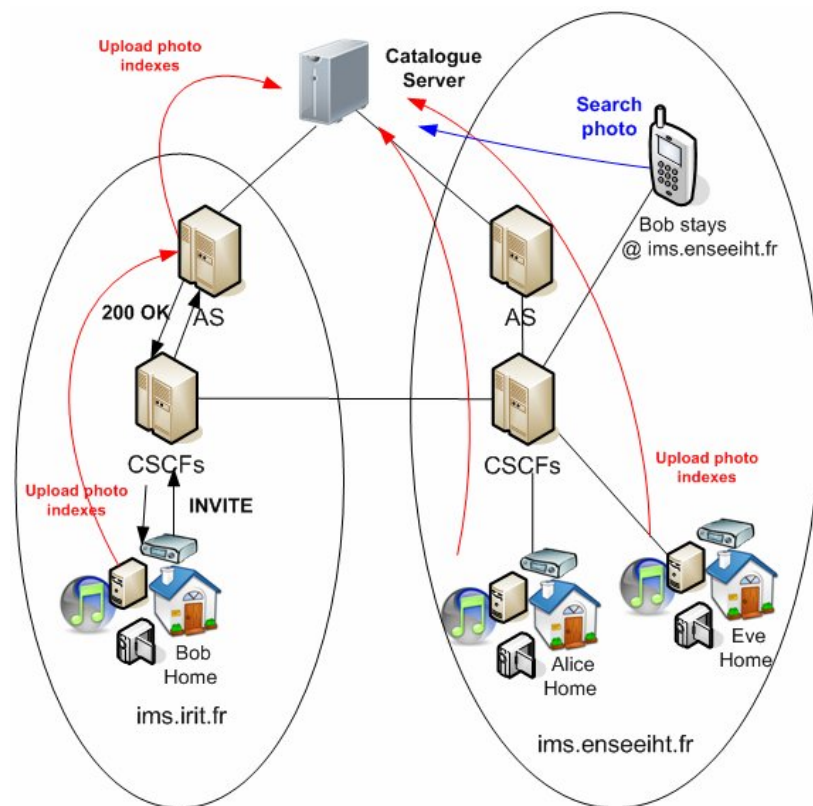 Upload photo
indexes
Catalogue
Server
Search
photo
Bob stays
@ ims.enseeiht.fr
200 OK
AS
AS
CSCFs
CSCFs
Upload photo
indexes
INVITE
Upload photo
indexes
Bob
Home
Alice
Home
Eve
Home
ims.irit.fr
ims.enseeiht.fr